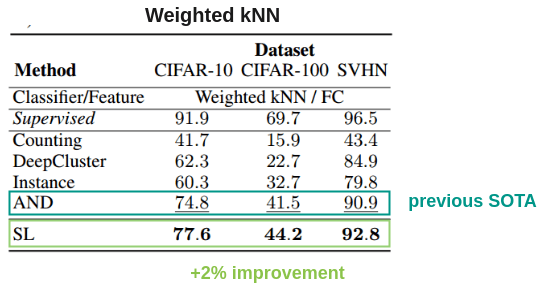 Weighted kNN
Dataset
Method CIFAR-10 CIFAR-100 SVHN
Classifier/Feature Weighted kNN / FC
Supervised 91.9 69.7 96.5
Counting 41.7 15.9 43.4
DeepCluster 62.3 22.7 84.9
Instance 60.3 32.7 79.8
AND 74.8 41.5 90.9 previous SOTA
SL 77.6 44.2 92.8
+2% improvement